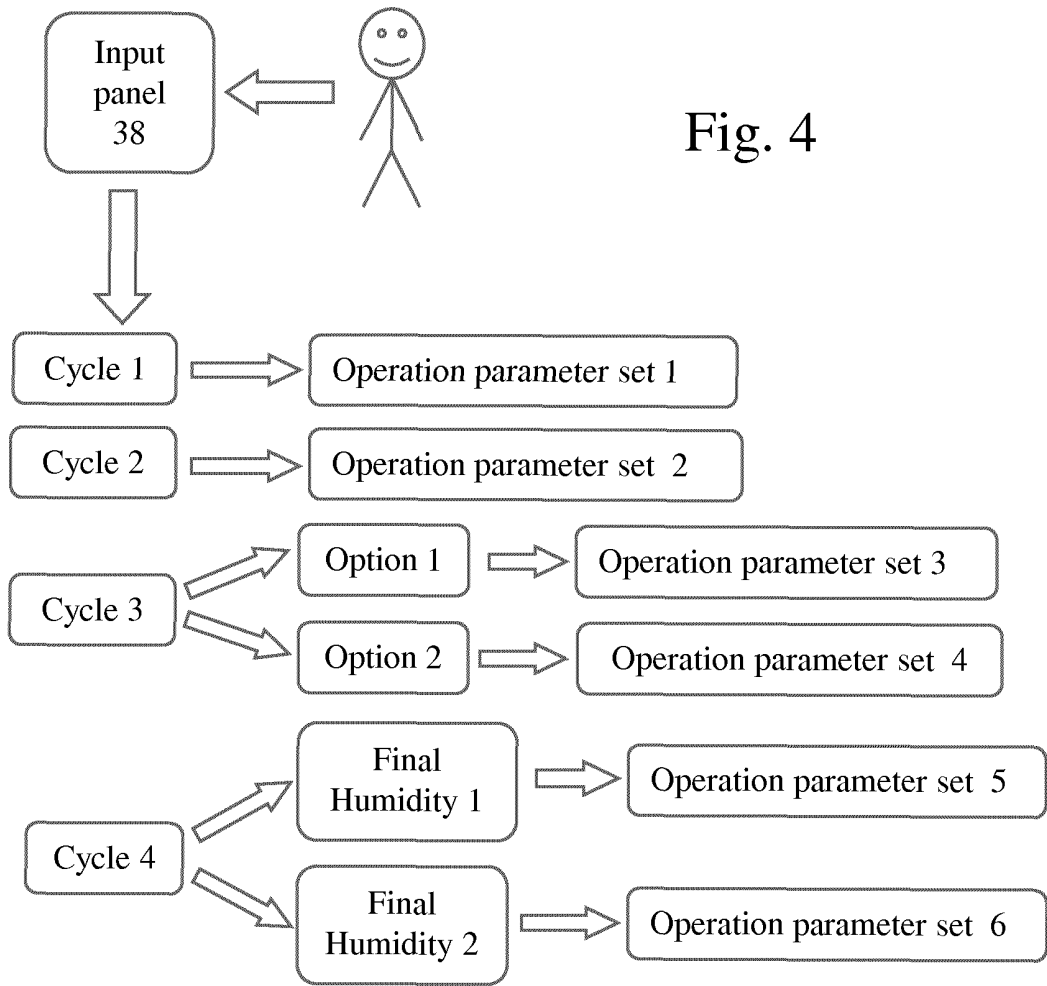 Input
panel
38
Fig. 4
Cycle 1
Operation parameter set 1
Cycle 2
Operation parameter set 2
Cycle 3
Option 1
Operation parameter set 3
Option 2
Operation parameter set 4
Cycle 4
Final
Humidity 1
Operation parameter set 5
Final
Humidity 2
Operation parameter set 6